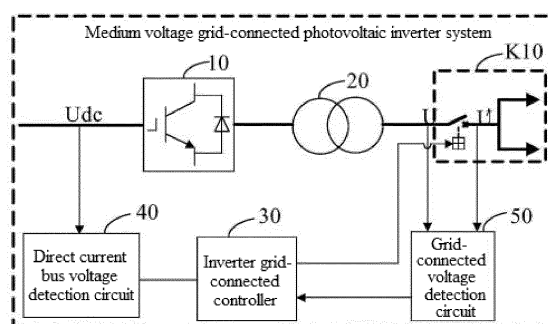 Medium voltage grid-connected photovoltaic inverter system
10
20
K10
Udc
U
U'
40
30
50
Direct current
bus voltage
detection circuit
Inverter grid-
connected
controller
Grid-
connected
voltage
detection
circuit